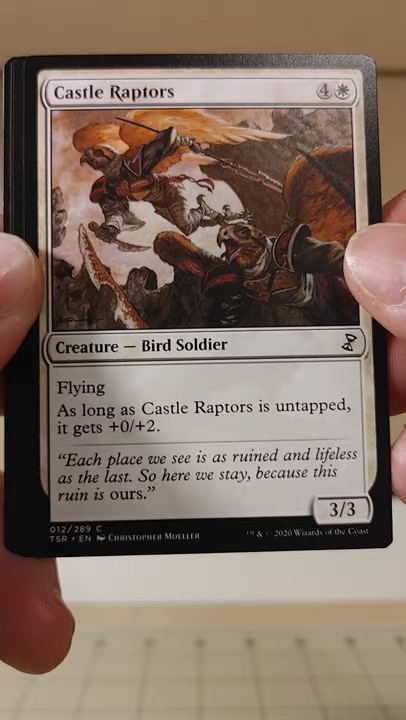 Castle Raptors 4
Creature — Bird Soldier
Flying
As long as Castle Raptors is untapped,
it gets +0/+2.
“Each place we see is as ruined and lifeless
as the last. So here we stay, because this
ruin is ours.”
3/3
012/289 C
TSR • EN Christopher Moeller ™ & © 2020 Wizards of the Coast